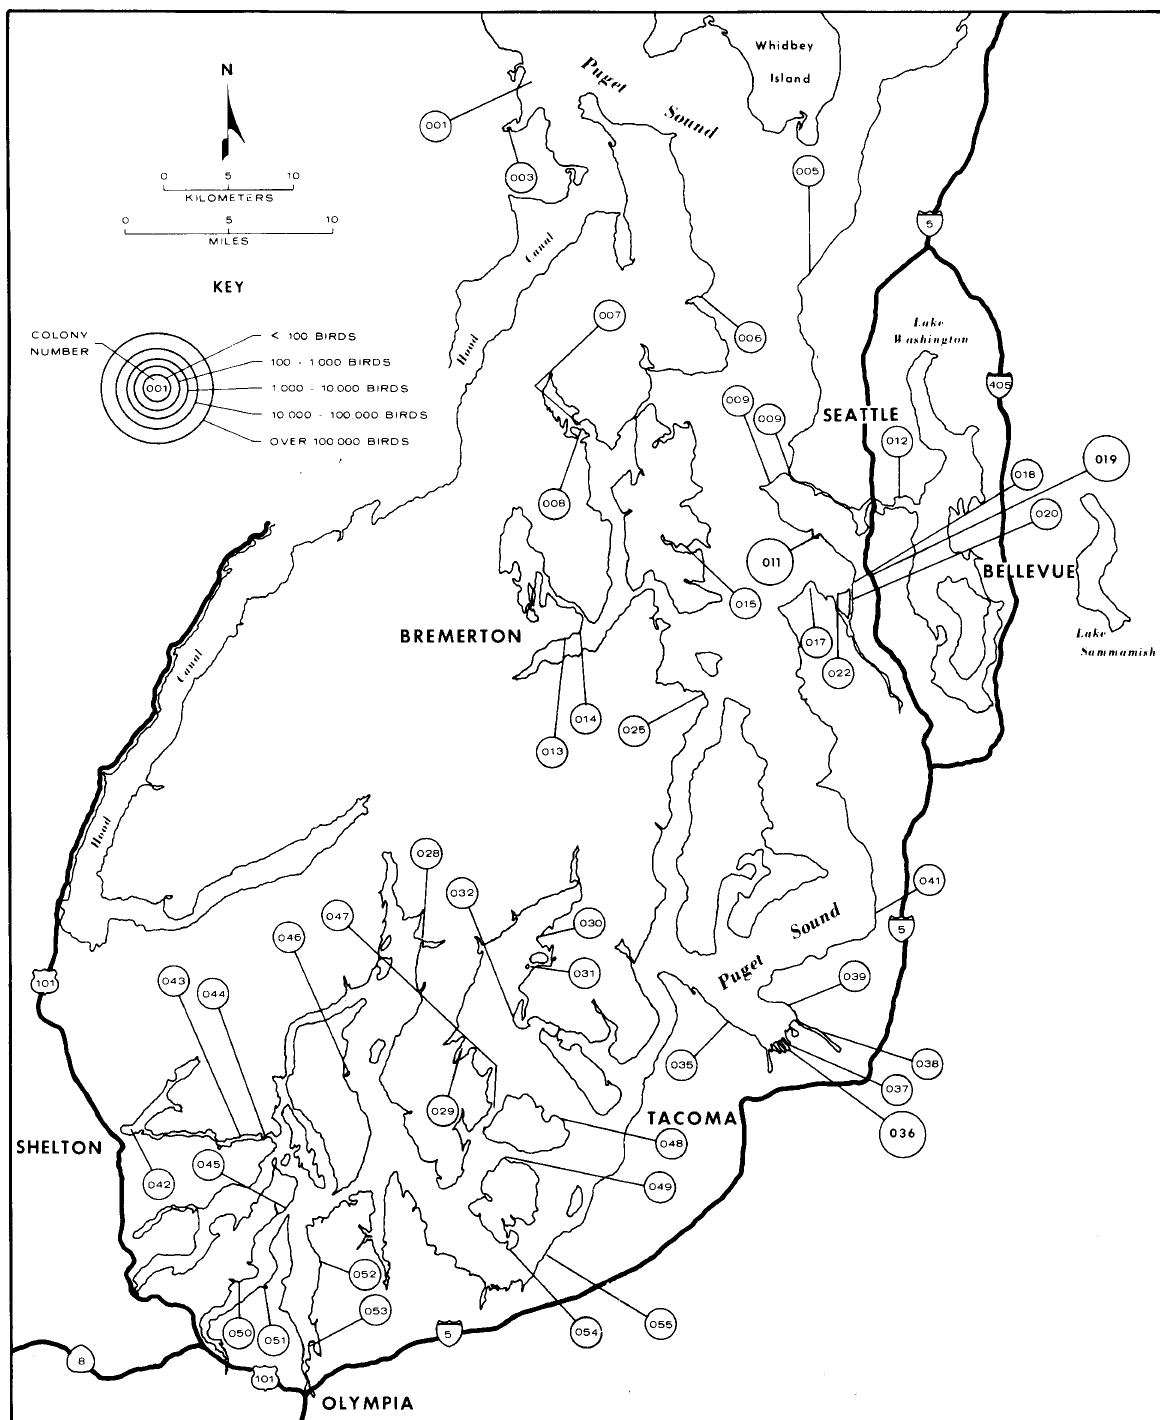 Whidbey
Island
Puget
Sound
N
001
003
005
0 5 10
KILOMETERS
0 5 10
MILES
5
Canal
Hood
KEY
COLONY
NUMBER
001
< 100 BIRDS
100 - 1 000 BIRDS
1 000 - 10 000 BIRDS
10 000 - 100 000 BIRDS
OVER 100 000 BIRDS
007
006
Lake
Washington
405
009
009
SEATTLE
012
019
018
020
008
011
BELLEVUE
015
BREMERTON
017
022
Lake
Sammamish
Canal
014
025
013
Hood
028
032
041
047
030
Sound
5
046
Puget
031
039
101
043
044
035
038
037
029
TACOMA
036
SHELTON
048
045
042
049
052
053
050
051
5
054
055
8
101
OLYMPIA